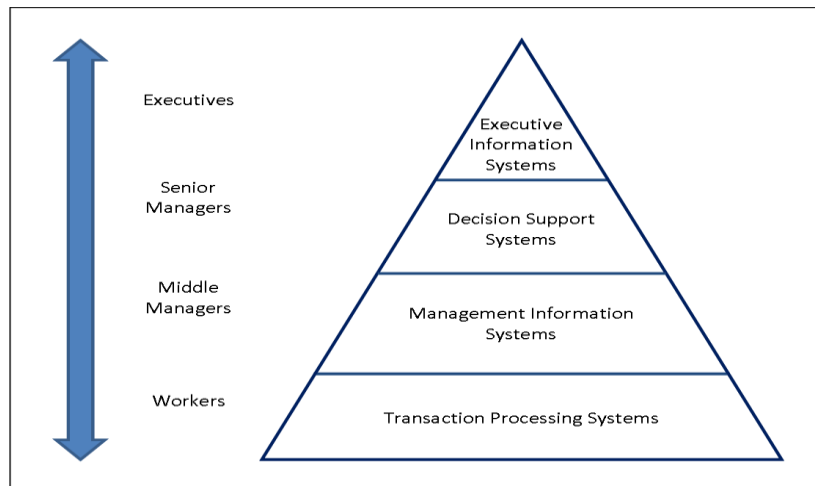 Executives
Executive
Information
Systems
Senior
Managers
Decision Support
Systems
Middle
Managers
Management Information
Systems
Workers
Transaction Processing Systems